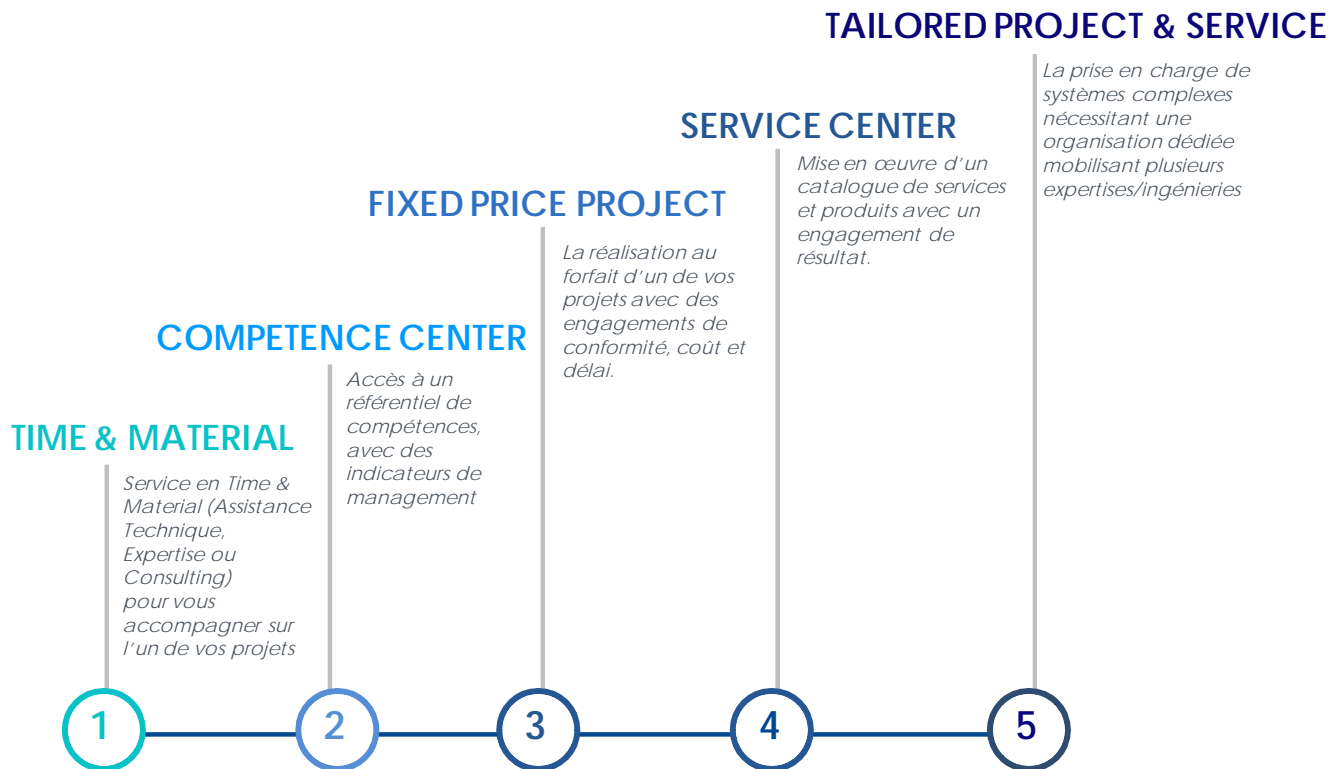 TAILORED PROJECT & SERVICE
La prise en charge de
systèmes complexes
nécessitant une
organisation dédiée
mobilisant plusieurs
expertises/ingénieries
SERVICE CENTER
Mise en œuvre d'un
catalogue de services
et produits avec un
engagement de
résultat.
FIXED PRICE PROJECT
La réalisation au
forfait d'un de vos
projets avec des
engagements de
conformité, coût et
délai.
COMPETENCE CENTER
Accès à un
référentiel de
compétences,
avec des
indicateurs de
management
TIME & MATERIAL
Service en Time &
Material (Assistance
Technique,
Expertise ou
Consulting)
pour vous
accompagner sur
l'un de vos projets
1
2
3
4
5